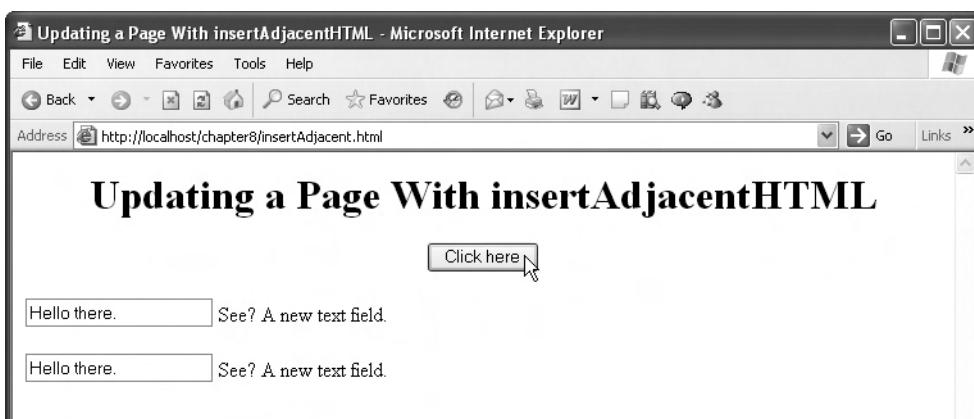 Updating a Page With insertAdjacentHTML - Microsoft Internet Explorer
File Edit View Favorites Tools Help
Back Search Favorites
Address http://localhost/chapter8/insertAdjacent.html Go Links »
Updating a Page With insertAdjacentHTML
Click here
Hello there. See? A new text field.
Hello there. See? A new text field.